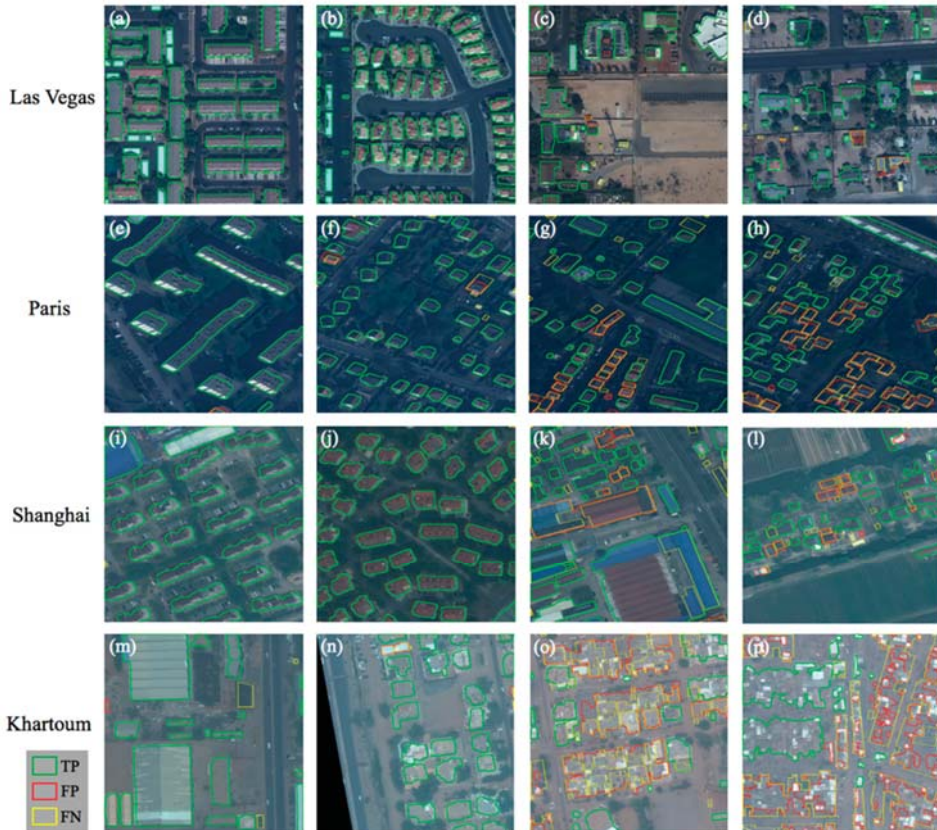 (a) (b) (c) (d)
Las Vegas
(e) (f) (g) (h)
Paris
(i) (j) (k) (l)
Shanghai
(m) (n) (o) (p)
Khartoum
TP
FP
FN